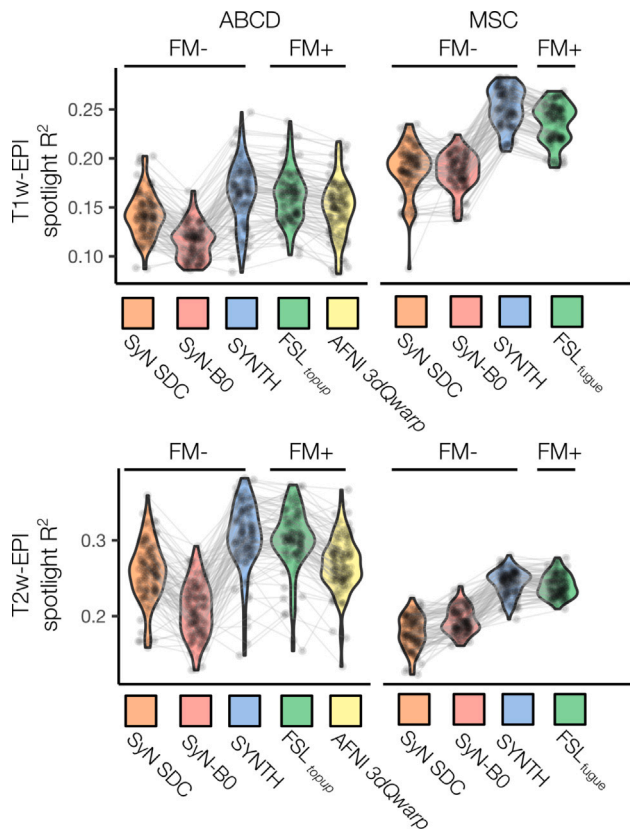 ABCD MSC
FM- FM+ FM- FM+
T1w-EPI
spotlight R²
0.25
0.20
0.15
0.10
SyN SDC
SyN-B0
SYNTH
FSL topup
AFNI 3dQwarp
SyN SDC
SyN-B0
SYNTH
FSL fugue
FM- FM+ FM- FM+
T2w-EPI
spotlight R²
0.3
0.2
SyN SDC
SyN-B0
SYNTH
FSL topup
AFNI 3dQwarp
SyN SDC
SyN-B0
SYNTH
FSL fugue